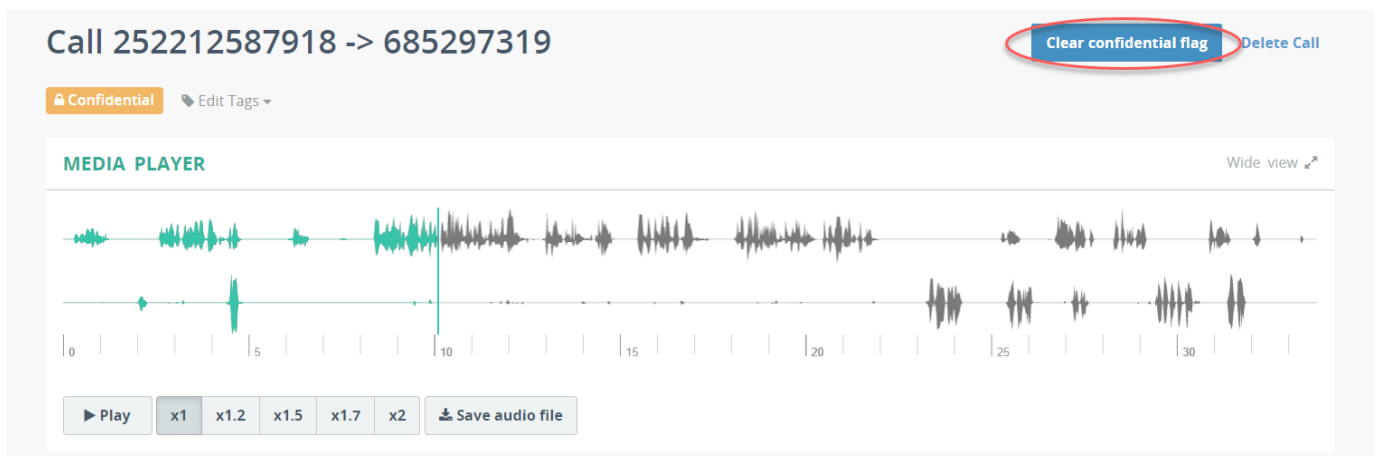 Call 252212587918 -> 685297319 Clear confidential flag Delete Call
Confidential Edit Tags
MEDIA PLAYER Wide view
0 5 10 15 20 25 30
Play x1 x1.2 x1.5 x1.7 x2 Save audio file